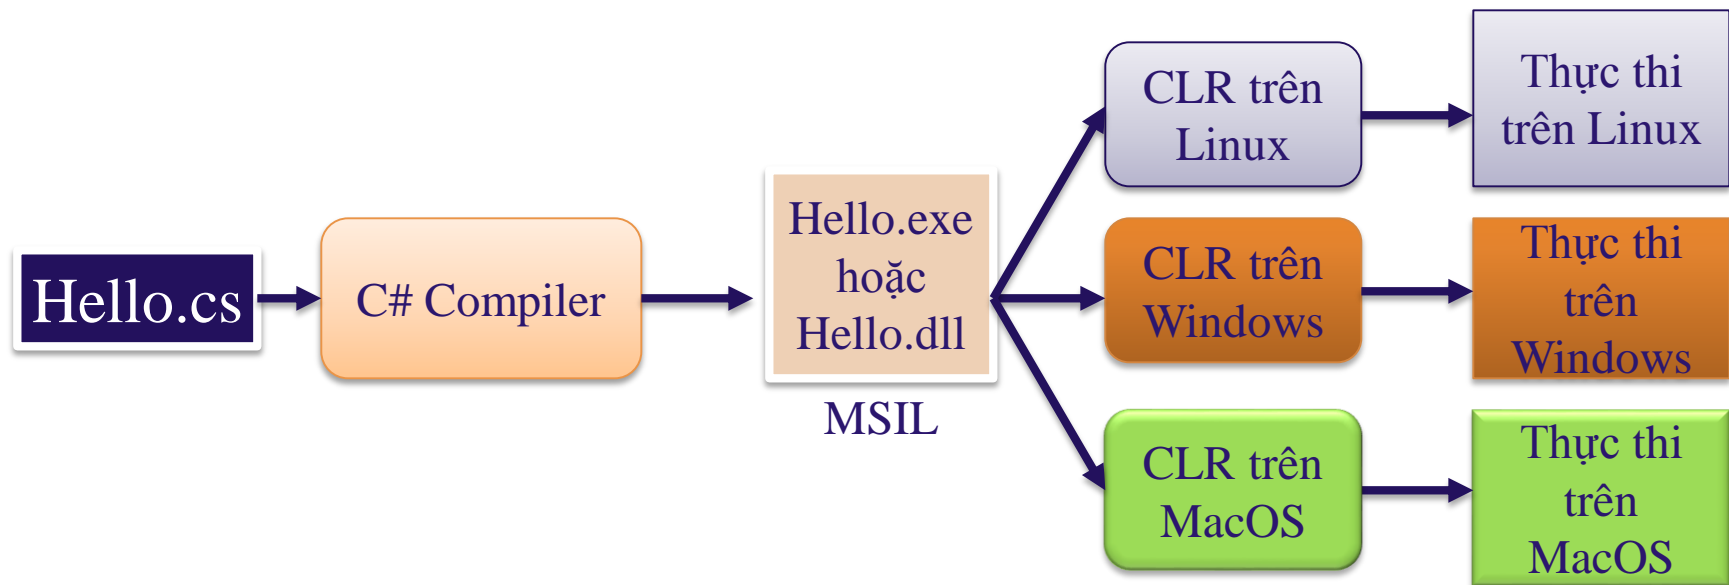 Hello.cs
C# Compiler
Hello.exe
hoặc
Hello.dll
MSIL
CLR trên
Linux
Thực thi
trên Linux
CLR trên
Windows
Thực thi
trên
Windows
CLR trên
MacOS
Thực thi
trên
MacOS